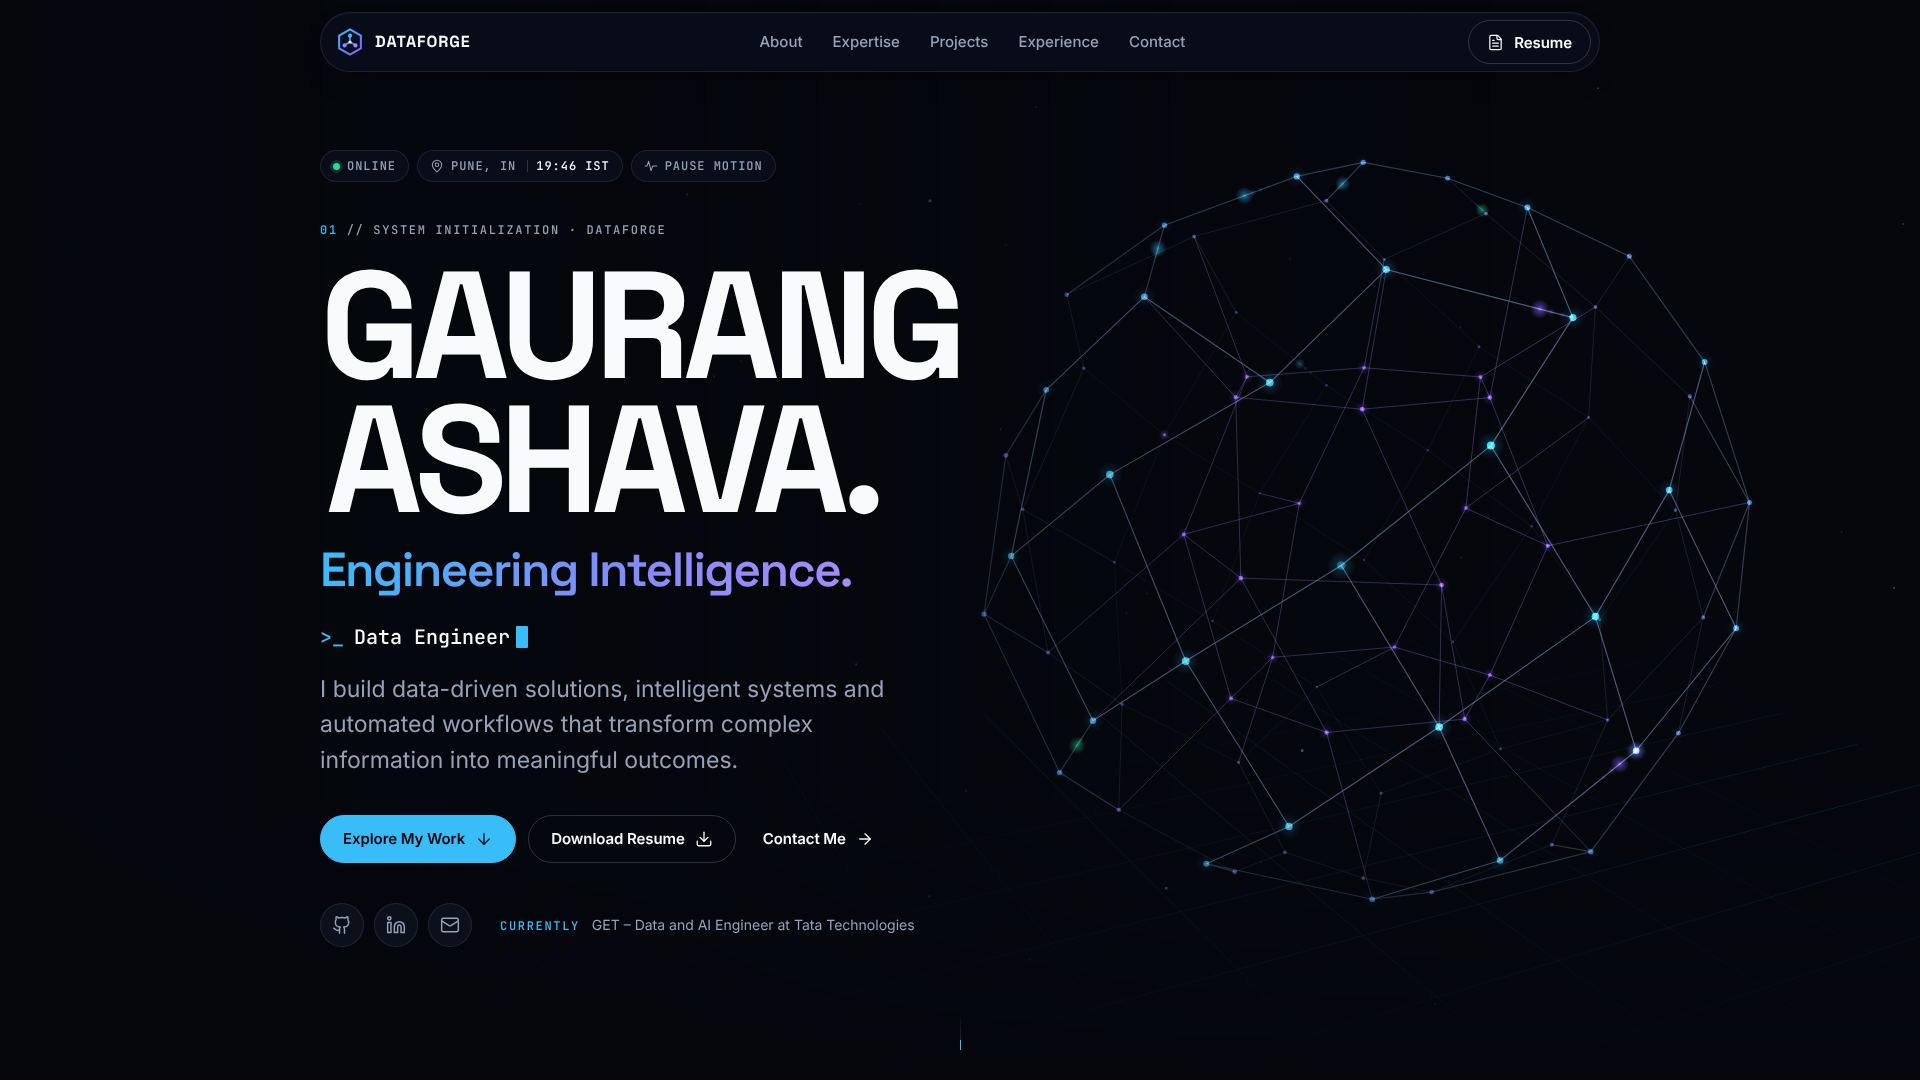 DATAFORGE
About Expertise Projects Experience Contact
Resume
ONLINE
PUNE, IN | 19:46 IST
PAUSE MOTION
01 // SYSTEM INITIALIZATION · DATAFORGE
GAURANG
ASHAVA.
Engineering Intelligence.
>_ Data Engineer
I build data-driven solutions, intelligent systems and
automated workflows that transform complex
information into meaningful outcomes.
Explore My Work
Download Resume
Contact Me
CURRENTLY GET – Data and AI Engineer at Tata Technologies